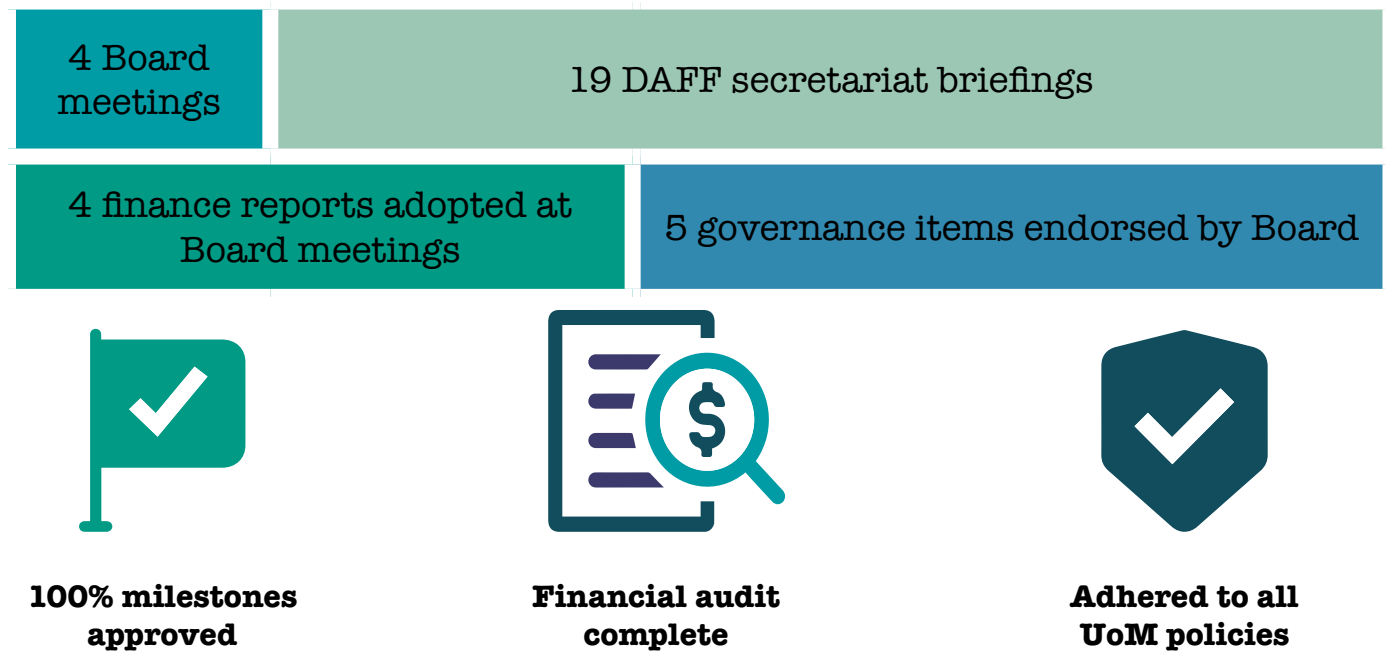 4 Board
meetings
19 DAFF secretariat briefings
4 finance reports adopted at
Board meetings
5 governance items endorsed by Board
$
100% milestones
approved
Financial audit
complete
Adhered to all
UoM policies